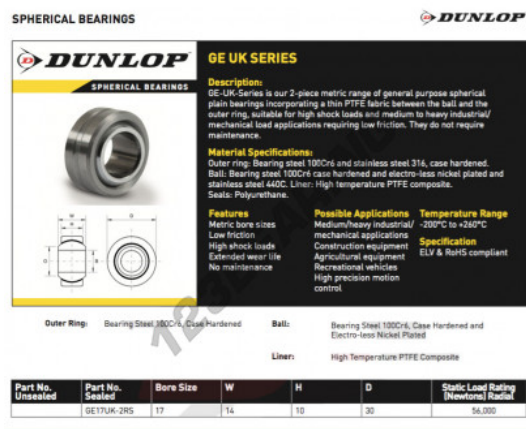 SPHERICAL BEARINGS
DUNLOP
DUNLOP
SPHERICAL BEARINGS
GE UK SERIES
Description:
GE-UK-Series is our 2-piece metric range of general purpose spherical
plain bearings incorporating a thin PTFE fabric between the ball and the
outer ring, suitable for high shock loads and medium to heavy industrial/
mechanical load applications requiring low friction. They do not require
maintenance.
Material Specifications:
Outer ring: Bearing steel 100Cr6 and stainless steel 316, case hardened.
Ball: Bearing steel 100Cr6 case hardened and electro-less nickel plated and
stainless steel 440C. Liner: High temperature PTFE composite.
Seals: Polyurethane.
Features
Metric bore sizes
Low friction
High shock loads
Extended wear life
No maintenance
Possible Applications
Medium/heavy industrial/
mechanical applications
Construction equipment
Agricultural equipment
Recreational vehicles
High precision motion
control
Temperature Range
-200°C to +260°C
Specification
ELV & RoHS compliant
Outer Ring: Bearing Steel 100Cr6, Case Hardened
Ball: Bearing Steel 100Cr6, Case Hardened and
Electro-less Nickel Plated
Liner: High Temperature PTFE Composite
Part No. Unsealed Part No. Sealed Bore Size W H D Static Load Rating (Newtons) Radial
GE17UK-2RS 17 14 10 30 56,000